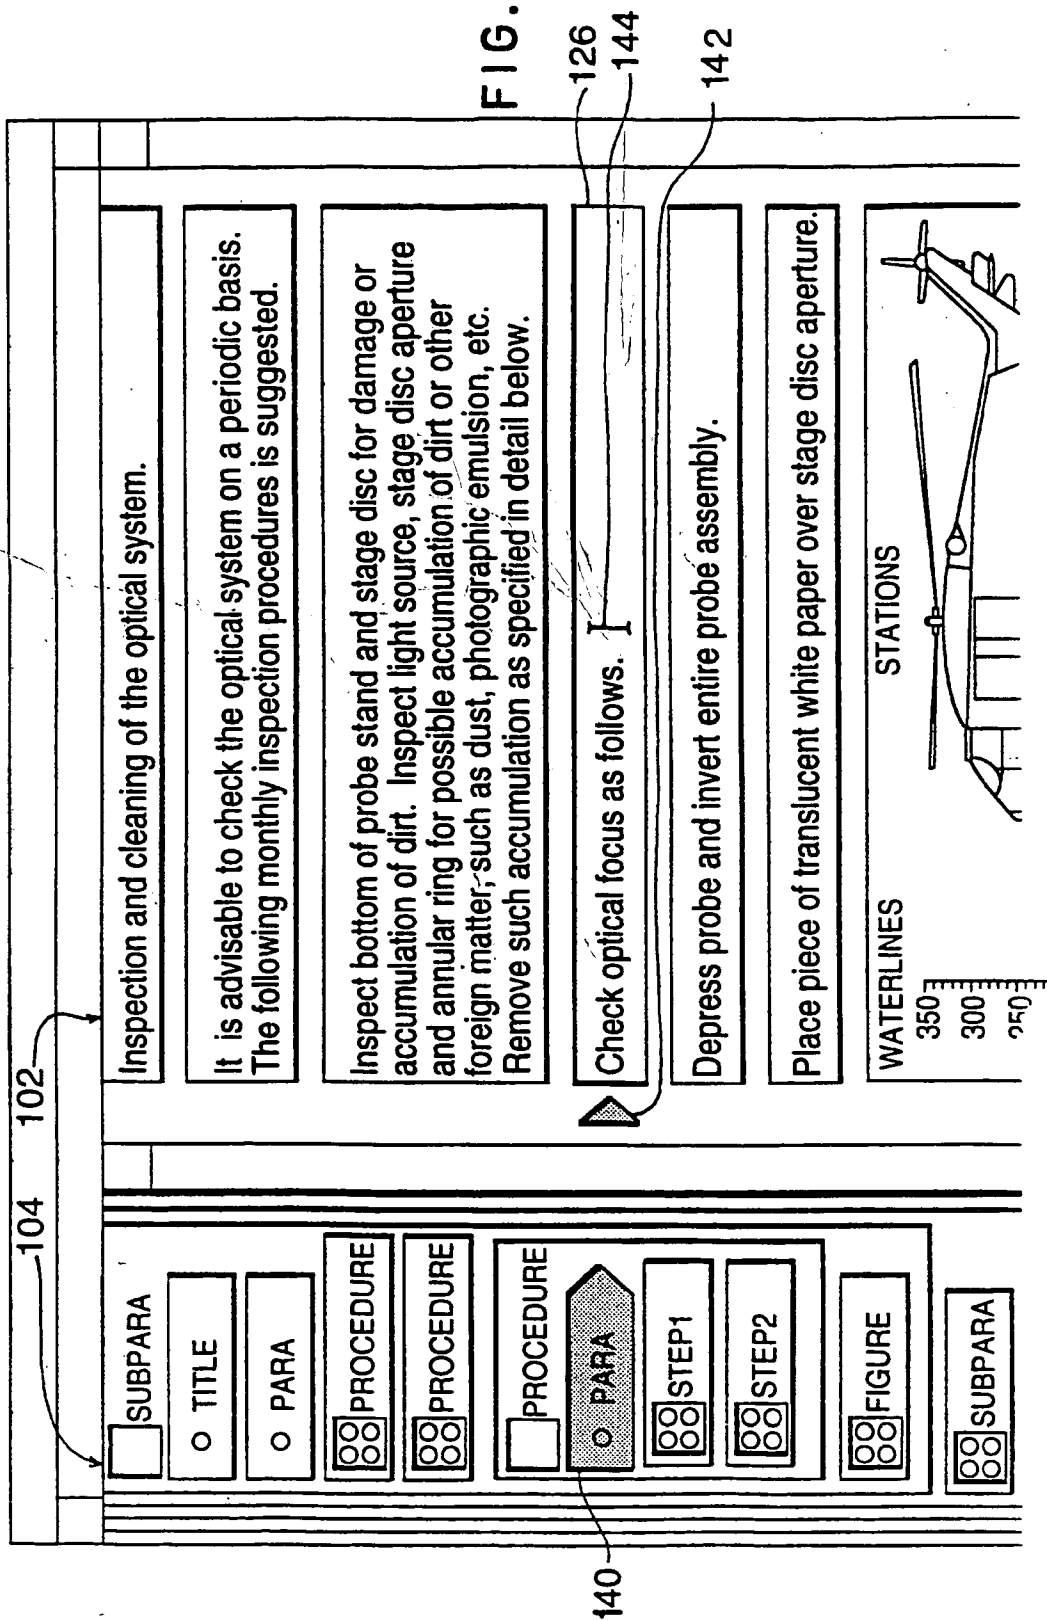 104
102
SUBPARA
TITLE
PARA
PROCEDURE
PROCEDURE
PROCEDURE
PARA
STEP1
STEP2
FIGURE
SUBPARA
140
Inspection and cleaning of the optical system.
It is advisable to check the optical system on a periodic basis.
The following monthly inspection procedures is suggested.
Inspect bottom of probe stand and stage disc for damage or
accumulation of dirt. Inspect light source, stage disc aperture
and annular ring for possible accumulation of dirt or other
foreign matter, such as dust, photographic emulsion, etc.
Remove such accumulation as specified in detail below.
Check optical focus as follows.
Depress probe and invert entire probe assembly.
Place piece of translucent white paper over stage disc aperture.
WATERLINES
STATIONS
350
300
250
FIG.
126
144
142